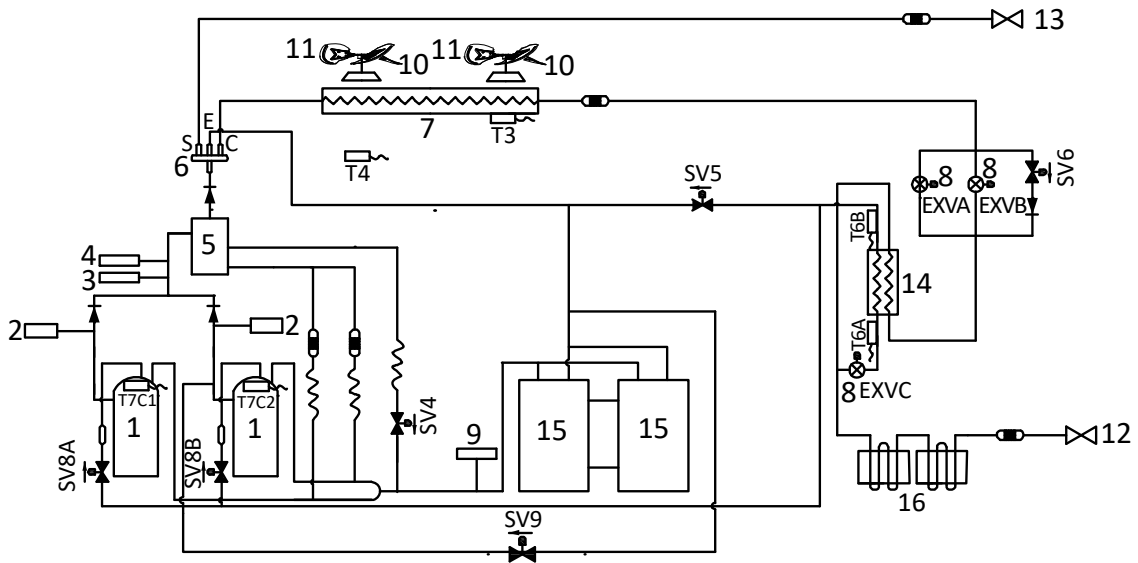 13
11 10 11 10
7 T3
E
S C
6
T4
SV5
8 8 SV6
EXVA EXVB
T6B
5
4
3
14
2 2
T6A
8 EXVC
T7C1 T7C2
1 1
SV4
15 15
9
12
SV8A SV8B
16
SV9